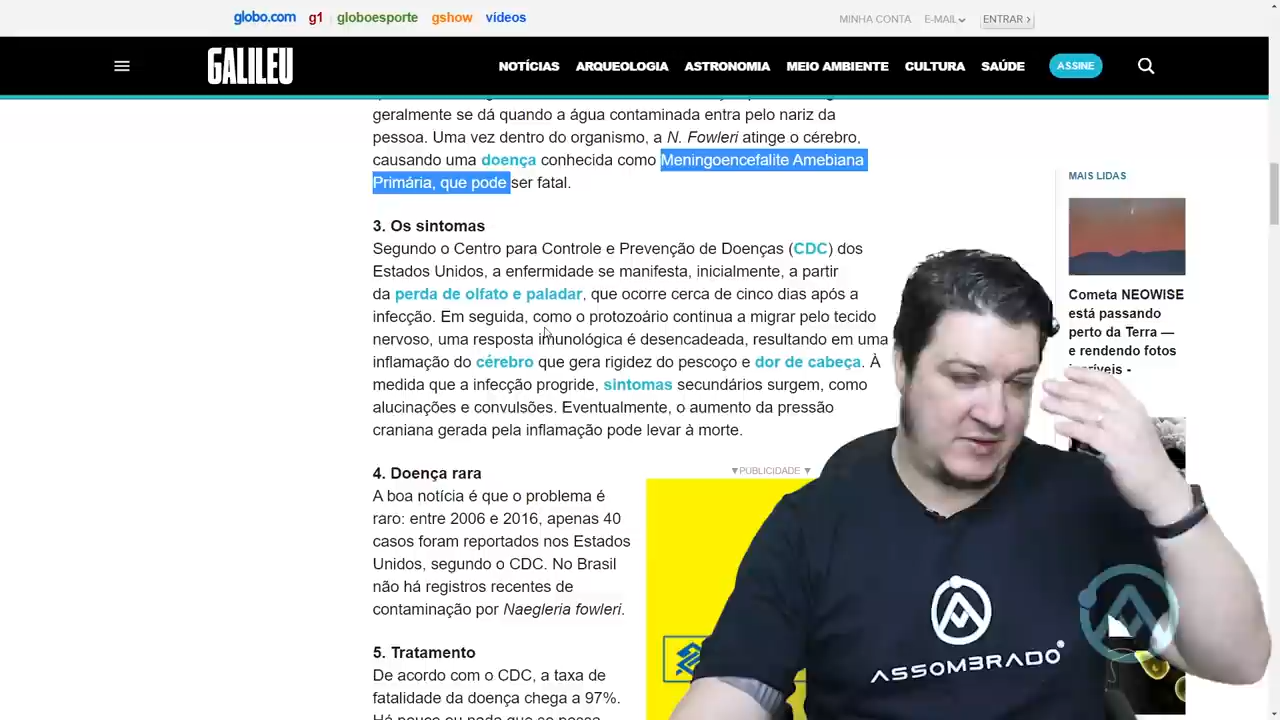 globo.com g1 globoesporte gshow vídeos MINHA CONTA E-MAIL ENTRAR
GALILEU NOTÍCIAS ARQUEOLOGIA ASTRONOMIA MEIO AMBIENTE CULTURA SAÚDE ASSINE
geralmente se dá quando a água contaminada entra pelo nariz da
pessoa. Uma vez dentro do organismo, a N. Fowleri atinge o cérebro,
causando uma doença conhecida como Meningoencefalite Amebiana
Primária, que pode ser fatal.
3. Os sintomas
Segundo o Centro para Controle e Prevenção de Doenças (CDC) dos
Estados Unidos, a enfermidade se manifesta, inicialmente, a partir
da perda de olfato e paladar, que ocorre cerca de cinco dias após a
infecção. Em seguida, como o protozoário continua a migrar pelo tecido
nervoso, uma resposta imunológica é desencadeada, resultando em uma
inflamação do cérebro que gera rigidez do pescoço e dor de cabeça. À
medida que a infecção progride, sintomas secundários surgem, como
alucinações e convulsões. Eventualmente, o aumento da pressão
craniana gerada pela inflamação pode levar à morte.
4. Doença rara
A boa notícia é que o problema é
raro: entre 2006 e 2016, apenas 40
casos foram reportados nos Estados
Unidos, segundo o CDC. No Brasil
não há registros recentes de
contaminação por Naegleria fowleri.
5. Tratamento
De acordo com o CDC, a taxa de
fatalidade da doença chega a 97%.
▼PUBLICIDADE ▼
MAIS LIDAS
Cometa NEOWISE
está passando
perto da Terra —
e rendendo fotos
ASSOMBRADO